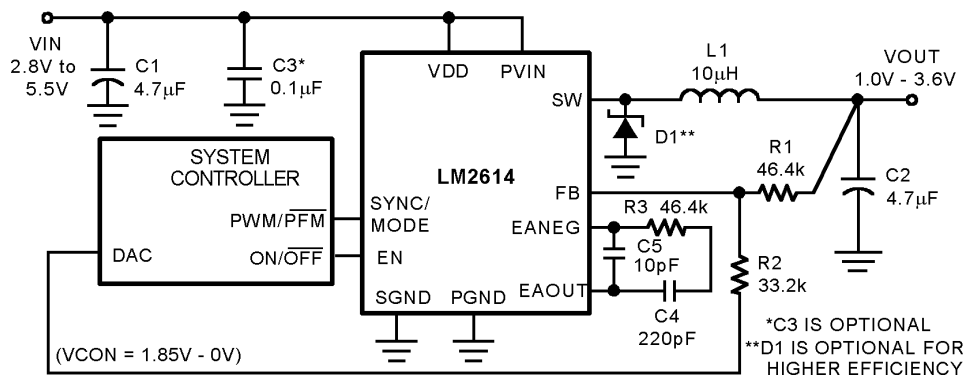 VIN
2.8V to
5.5V
C1
4.7μF
C3*
0.1μF
VDD
PVIN
SW
L1
10μH
VOUT
1.0V - 3.6V
D1**
R1
46.4k
C2
4.7μF
SYSTEM
CONTROLLER
PWM/PFM
ON/OFF
DAC
LM2614
SYNC/
MODE
EN
FB
EANEG
EAOUT
R3 46.4k
C5
10pF
C4
220pF
R2
33.2k
SGND
PGND
(VCON = 1.85V - 0V)
*C3 IS OPTIONAL
**D1 IS OPTIONAL FOR
HIGHER EFFICIENCY